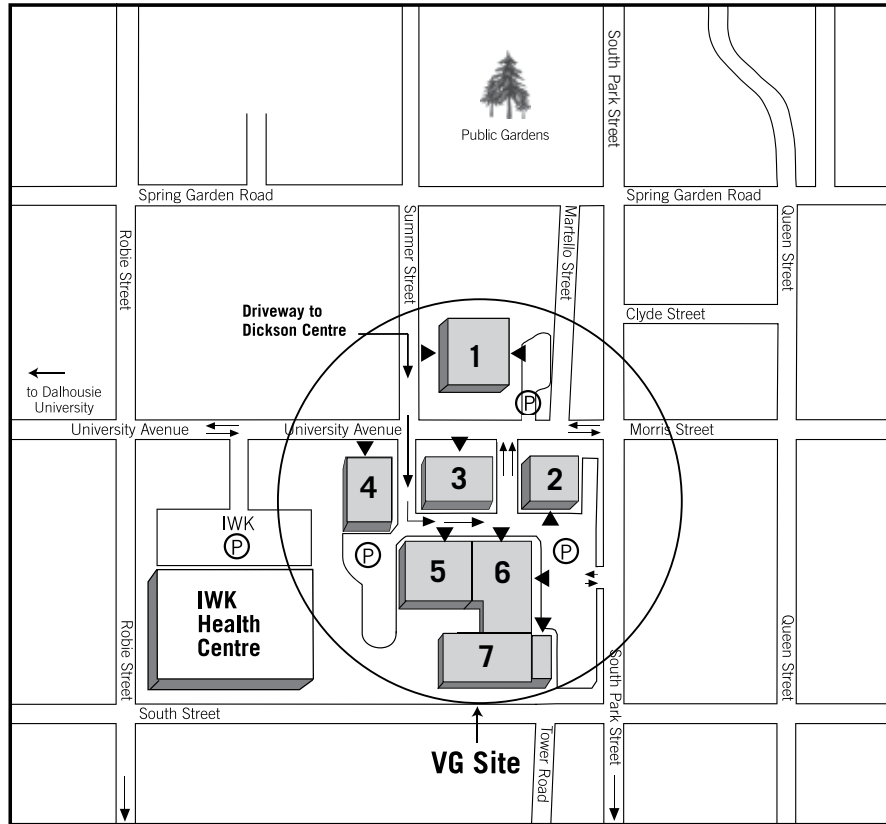 South Park Street
Public Gardens
Spring Garden Road
Spring Garden Road
Robie Street
Summer Street
Martello Street
Queen Street
Driveway to
Dickson Centre
Clyde Street
1
to Dalhousie
University
P
University Avenue
University Avenue
Morris Street
4
3
2
IWK
P
P
P
5
6
IWK
Health
Centre
7
Robie Street
South Park Street
Queen Street
South Street
VG Site
Tower Road